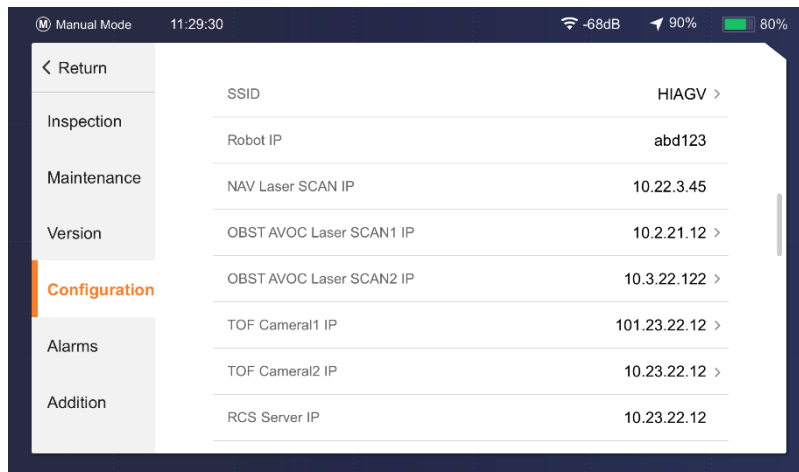 M Manual Mode 11:29:30 -68dB 90% 80%
Return
Inspection
Maintenance
Version
Configuration
Alarms
Addition
SSID HIAGV
Robot IP abd123
NAV Laser SCAN IP 10.22.3.45
OBST AVOC Laser SCAN1 IP 10.2.21.12
OBST AVOC Laser SCAN2 IP 10.3.22.122
TOF Cameral1 IP 101.23.22.12
TOF Cameral2 IP 10.23.22.12
RCS Server IP 10.23.22.12